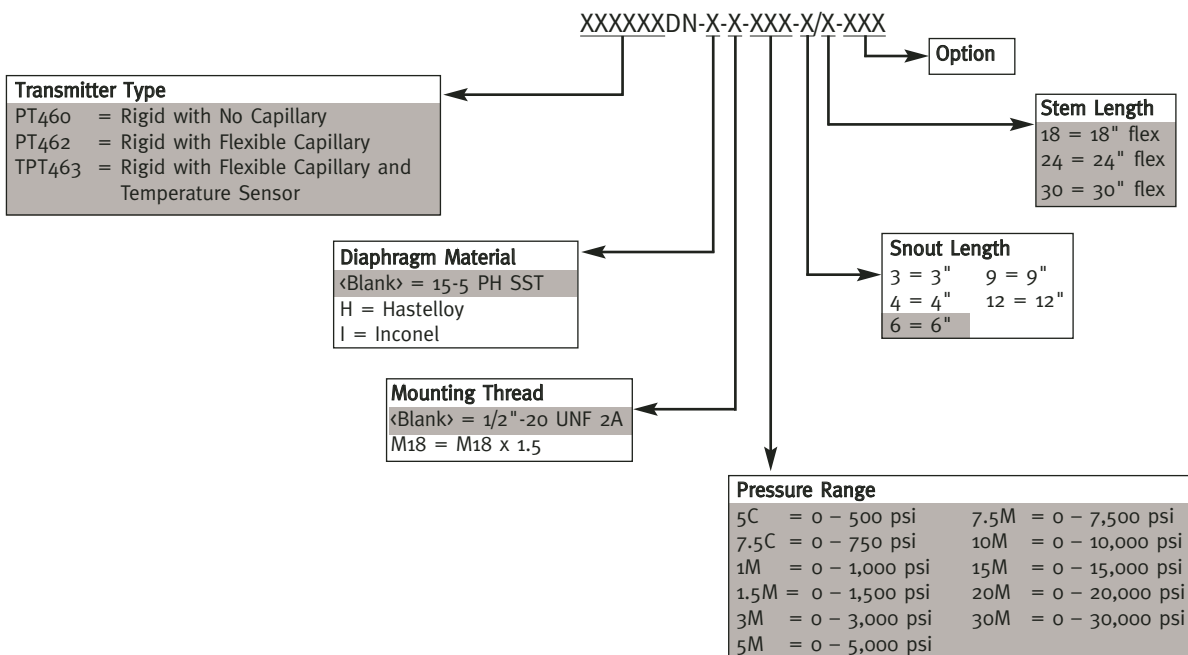 XXXXXXDN-X-X-XXX-X/X-XXX
Option
Transmitter Type
PT460 = Rigid with No Capillary
PT462 = Rigid with Flexible Capillary
TPT463 = Rigid with Flexible Capillary and
Temperature Sensor
Stem Length
18 = 18" flex
24 = 24" flex
30 = 30" flex
Diaphragm Material
<Blank> = 15-5 PH SST
H = Hastelloy
I = Inconel
Snout Length
3 = 3" 9 = 9"
4 = 4" 12 = 12"
6 = 6"
Mounting Thread
<Blank> = 1/2"-20 UNF 2A
M18 = M18 x 1.5
Pressure Range
5C = 0 – 500 psi 7.5M = 0 – 7,500 psi
7.5C = 0 – 750 psi 10M = 0 – 10,000 psi
1M = 0 – 1,000 psi 15M = 0 – 15,000 psi
1.5M = 0 – 1,500 psi 20M = 0 – 20,000 psi
3M = 0 – 3,000 psi 30M = 0 – 30,000 psi
5M = 0 – 5,000 psi